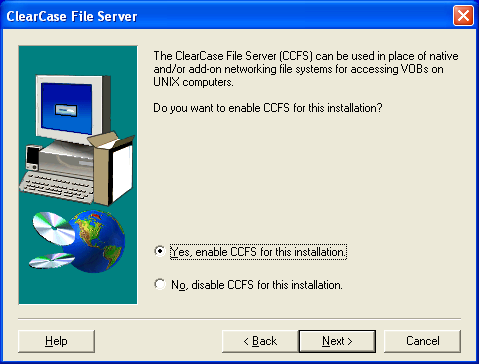 ClearCase File Server
The ClearCase File Server (CCFS) can be used in place of native
and/or add-on networking file systems for accessing VOBs on
UNIX computers.
Do you want to enable CCFS for this installation?
Yes, enable CCFS for this installation.
No, disable CCFS for this installation.
Help
< Back
Next >
Cancel